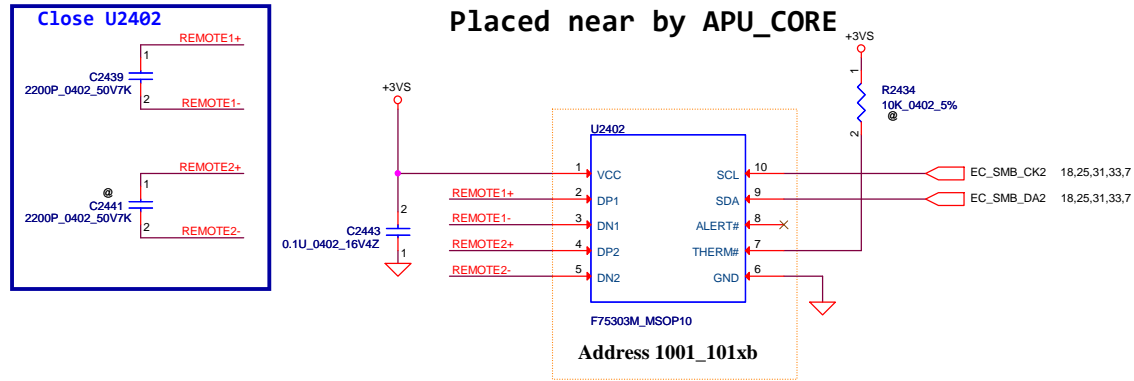 Close U2402
REMOTE1+
1
C2439
2200P_0402_50V7K
2
REMOTE1-
REMOTE2+
@
1
C2441
2200P_0402_50V7K
2
REMOTE2-
Placed near by APU_CORE
+3VS
2
C2443
0.1U_0402_16V4Z
1
+3VS
1
R2434
10K_0402_5%
@
2
U2402
1 VCC SCL 10 EC_SMB_CK2 18,25,31,33,7
REMOTE1+ 2 DP1 SDA 9 EC_SMB_DA2 18,25,31,33,7
REMOTE1- 3 DN1 ALERT# 8
REMOTE2+ 4 DP2 THERM# 7
REMOTE2- 5 DN2 GND 6
F75303M_MSOP10
Address 1001_101xb